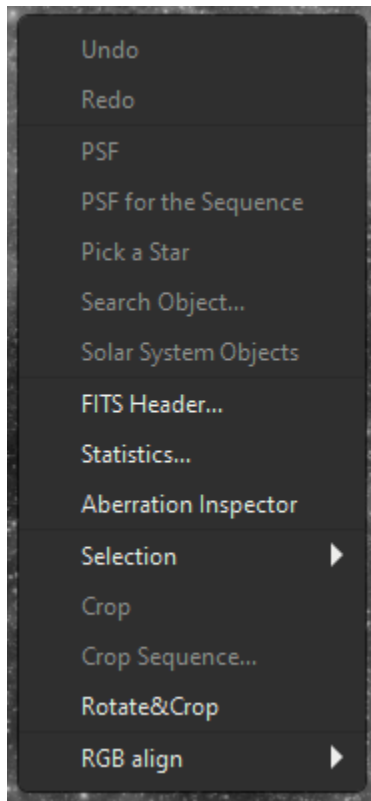 Undo
Redo
PSF
PSF for the Sequence
Pick a Star
Search Object...
Solar System Objects
FITS Header...
Statistics...
Aberration Inspector
Selection
Crop
Crop Sequence...
Rotate&Crop
RGB align